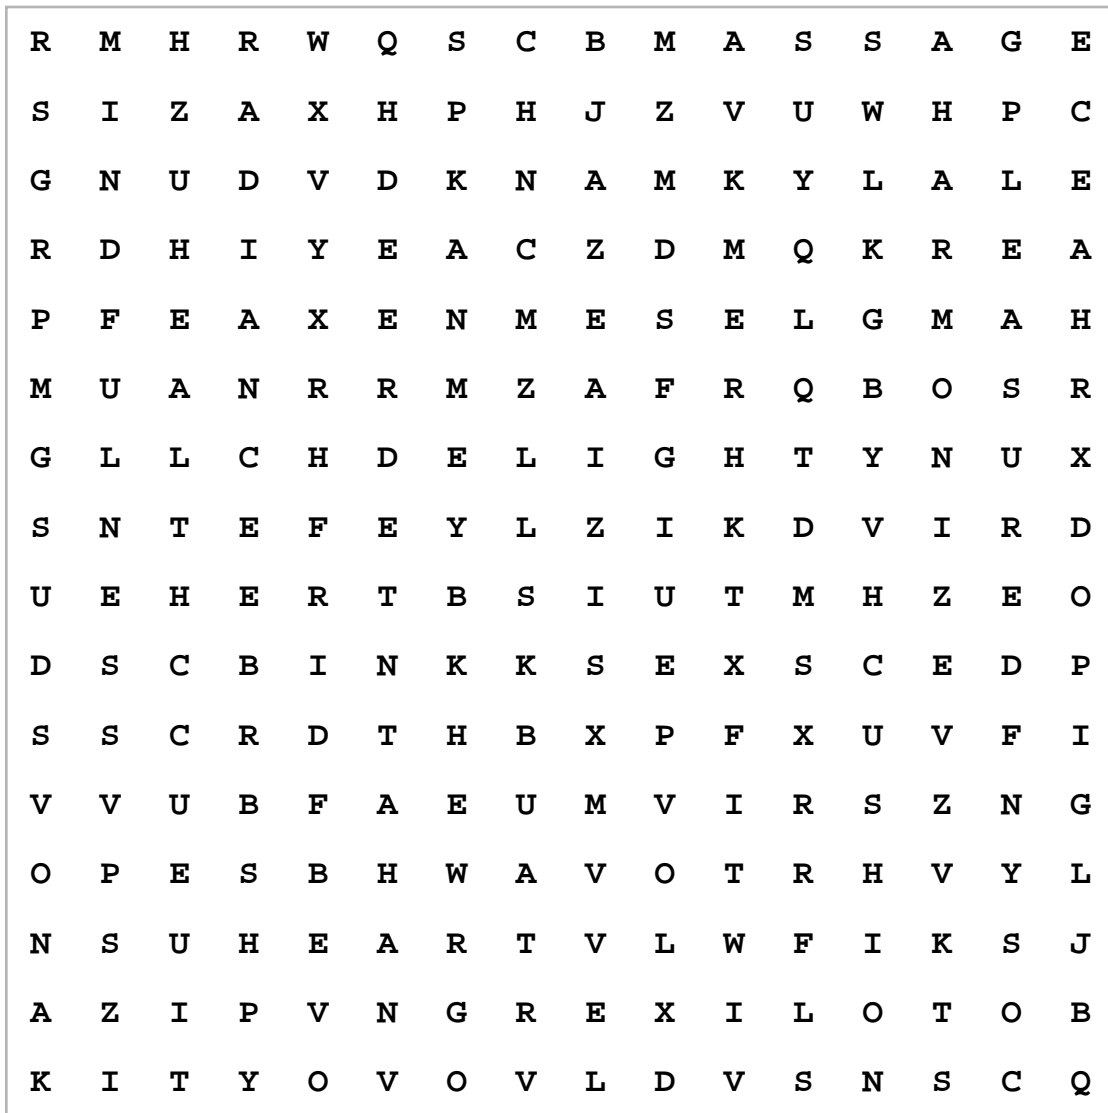 R M H R W Q S C B M A S S A G E
S I Z A X H P H J Z V U W H P C
G N U D V D K N A M K Y L A L E
R D H I Y E A C Z D M Q K R E A
P F E A X E N M E S E L G M A H
M U A N R R M Z A F R Q B O S R
G L L C H D E L I G H T Y N U X
S N T E F E Y L Z I K D V I R D
U E H E R T B S I U T M H Z E O
D S C B I N K K S E X S C E D P
S S C R D T H B X P F X U V F I
V V U B F A E U M V I R S Z N G
O P E S B H W A V O T R H V Y L
N S U H E A R T V L W F I K S J
A Z I P V N G R E X I L O T O B
K I T Y O V O V L D V S N S C Q